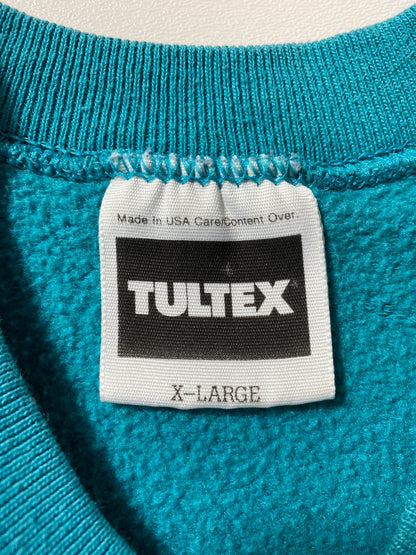 Made In USA Care/Content Over.
TULTEX®
X-LARGE